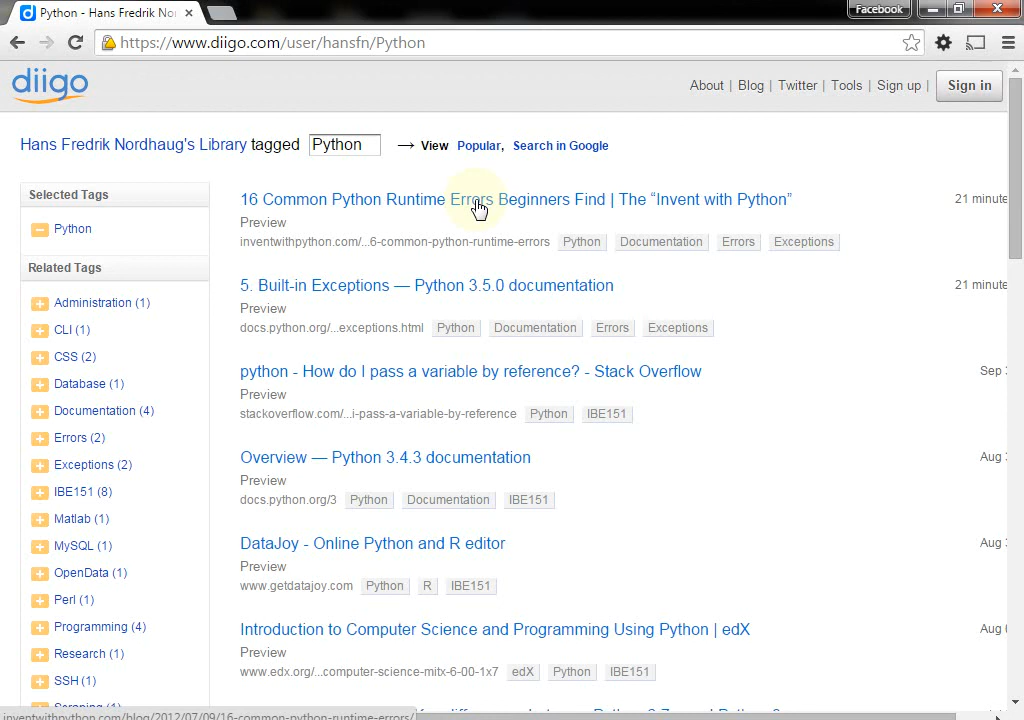 Python - Hans Fredrik No
Facebook
https://www.diigo.com/user/hansfn/Python
diigo
About | Blog | Twitter | Tools | Sign up | Sign in
Hans Fredrik Nordhaug's Library tagged Python → View Popular, Search in Google
Selected Tags
Python
Related Tags
Administration (1)
CLI (1)
CSS (2)
Database (1)
Documentation (4)
Errors (2)
Exceptions (2)
IBE151 (8)
Matlab (1)
MySQL (1)
OpenData (1)
Perl (1)
Programming (4)
Research (1)
SSH (1)
16 Common Python Runtime Errors Beginners Find | The “Invent with Python” 21 minute
Preview
inventwithpython.com/...6-common-python-runtime-errors Python Documentation Errors Exceptions
5. Built-in Exceptions — Python 3.5.0 documentation 21 minute
Preview
docs.python.org/...exceptions.html Python Documentation Errors Exceptions
python - How do I pass a variable by reference? - Stack Overflow Sep
Preview
stackoverflow.com/...i-pass-a-variable-by-reference Python IBE151
Overview — Python 3.4.3 documentation Aug
Preview
docs.python.org/3 Python Documentation IBE151
DataJoy - Online Python and R editor Aug
Preview
www.getdatajoy.com Python R IBE151
Introduction to Computer Science and Programming Using Python | edX Aug
Preview
www.edx.org/...computer-science-mitx-6-00-1x7 edX Python IBE151
inventwithpython.com/blog/2012/07/09/16-common-python-runtime-errors/